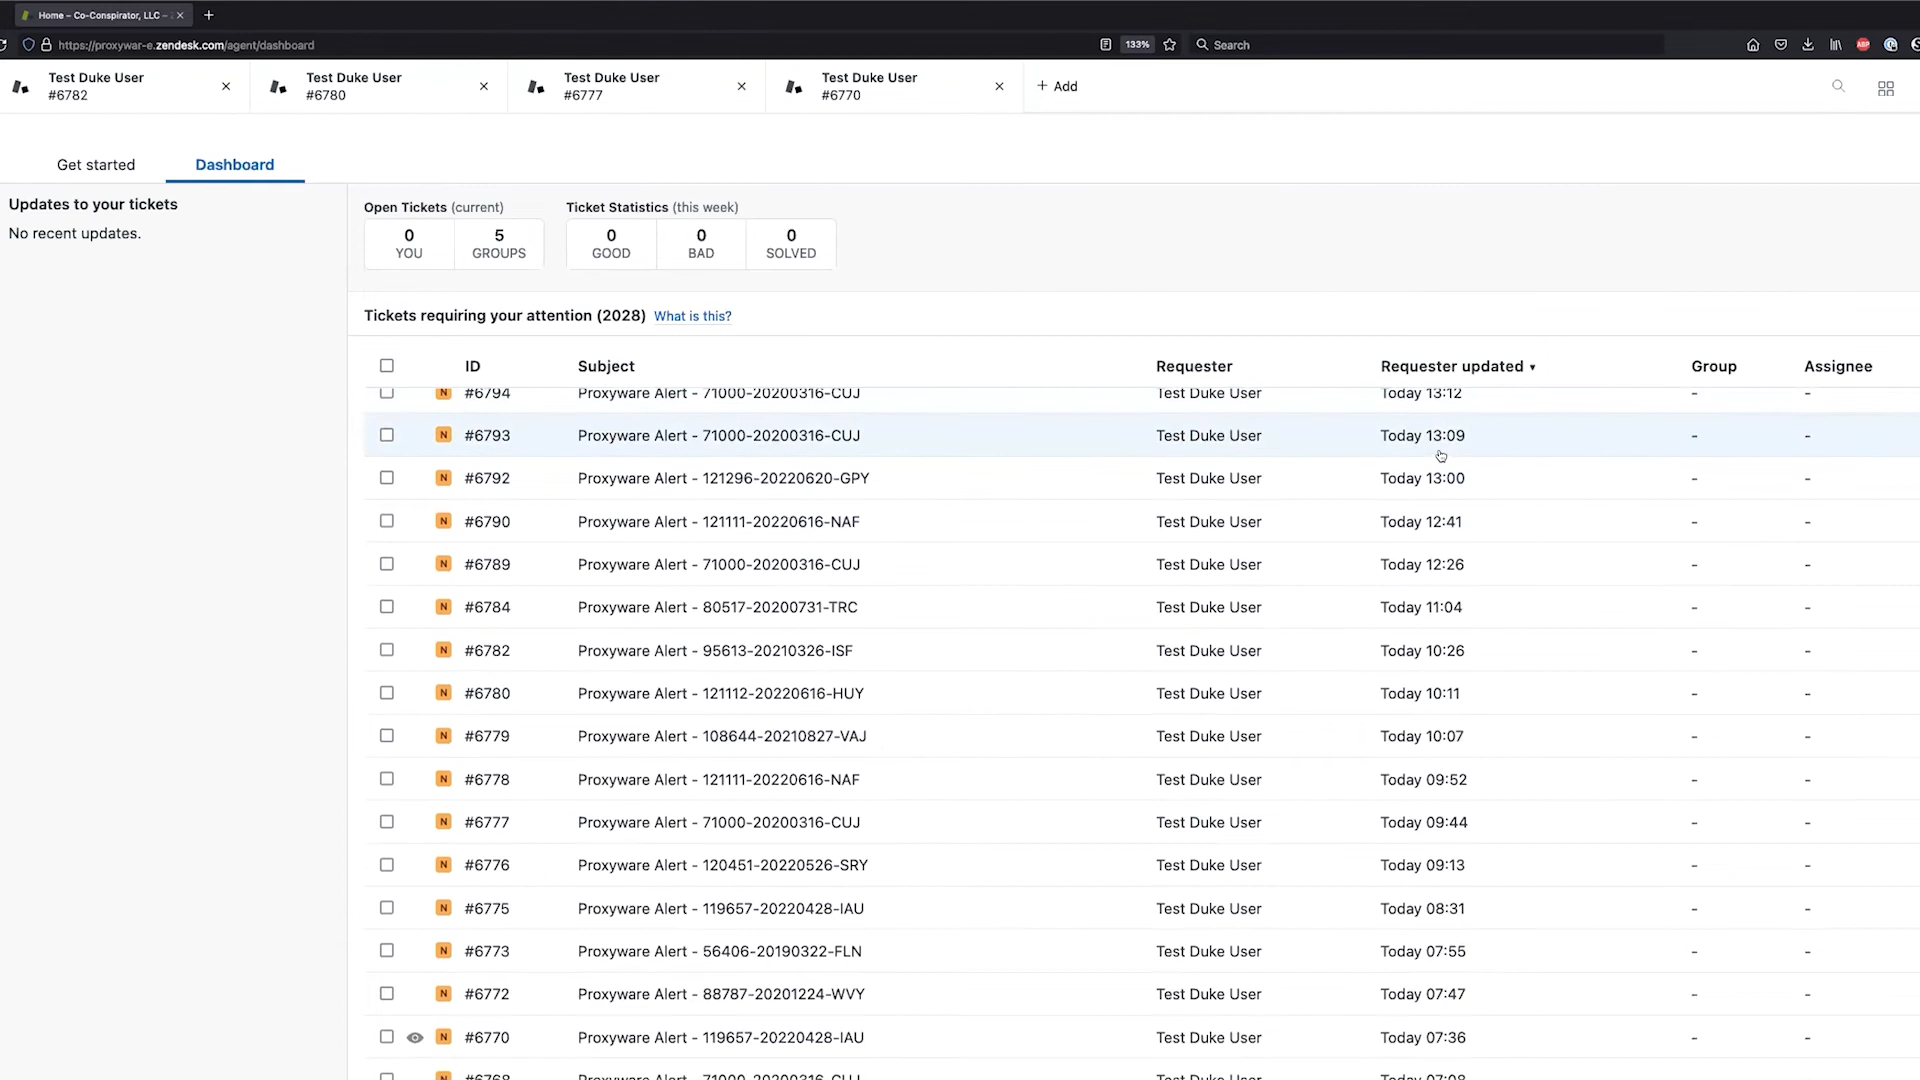 Home – Co-Conspirator, LLC –
https://proxywar-e.zendesk.com/agent/dashboard
133%
Search
ABP
Test Duke User
#6782
Test Duke User
#6780
Test Duke User
#6777
Test Duke User
#6770
+ Add
Get started
Dashboard
Updates to your tickets
No recent updates.
Open Tickets (current)
0
YOU
5
GROUPS
Ticket Statistics (this week)
0
GOOD
0
BAD
0
SOLVED
Tickets requiring your attention (2028) What is this?
ID Subject Requester Requester updated ▾ Group Assignee
N #6794 Proxyware Alert - 71000-20200316-CUJ Test Duke User Today 13:12 - -
N #6793 Proxyware Alert - 71000-20200316-CUJ Test Duke User Today 13:09 - -
N #6792 Proxyware Alert - 121296-20220620-GPY Test Duke User Today 13:00 - -
N #6790 Proxyware Alert - 121111-20220616-NAF Test Duke User Today 12:41 - -
N #6789 Proxyware Alert - 71000-20200316-CUJ Test Duke User Today 12:26 - -
N #6784 Proxyware Alert - 80517-20200731-TRC Test Duke User Today 11:04 - -
N #6782 Proxyware Alert - 95613-20210326-ISF Test Duke User Today 10:26 - -
N #6780 Proxyware Alert - 121112-20220616-HUY Test Duke User Today 10:11 - -
N #6779 Proxyware Alert - 108644-20210827-VAJ Test Duke User Today 10:07 - -
N #6778 Proxyware Alert - 121111-20220616-NAF Test Duke User Today 09:52 - -
N #6777 Proxyware Alert - 71000-20200316-CUJ Test Duke User Today 09:44 - -
N #6776 Proxyware Alert - 120451-20220526-SRY Test Duke User Today 09:13 - -
N #6775 Proxyware Alert - 119657-20220428-IAU Test Duke User Today 08:31 - -
N #6773 Proxyware Alert - 56406-20190322-FLN Test Duke User Today 07:55 - -
N #6772 Proxyware Alert - 88787-20201224-WVY Test Duke User Today 07:47 - -
N #6770 Proxyware Alert - 119657-20220428-IAU Test Duke User Today 07:36 - -
N #6768 Proxyware Alert - 71000-20200316-CUJ Test Duke User Today 07:08